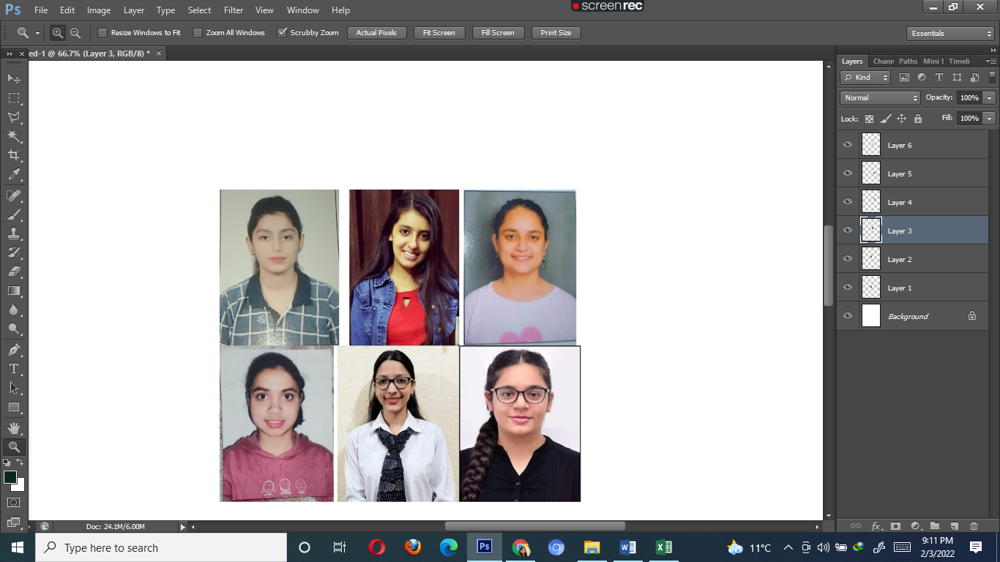 Ps File Edit Image Layer Type Select Filter View Window Help
screenrec
Resize Windows to Fit Zoom All Windows Scrubby Zoom Actual Pixels Fit Screen Fill Screen Print Size Essentials
ed-1 @ 66.7% (Layer 3, RGB/8) * ×
Layers Chann Paths Mini Timeli
Kind
Normal Opacity: 100%
Lock: Fill: 100%
Layer 6
Layer 5
Layer 4
Layer 3
Layer 2
Layer 1
Background
Doc: 24.1M/6.00M
Type here to search
11°C
9:11 PM
2/3/2022